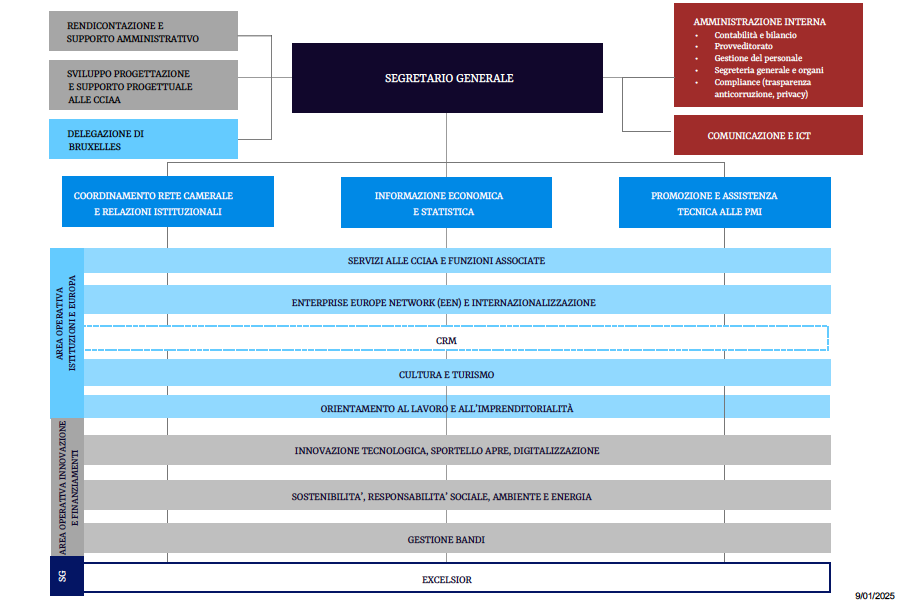 RENDICONTAZIONE E
SUPPORTO AMMINISTRATIVO
SVILUPPO PROGETTAZIONE
E SUPPORTO PROGETTUALE
ALLE CCIAA
DELEGAZIONE DI
BRUXELLES
SEGRETARIO GENERALE
AMMINISTRAZIONE INTERNA
• Contabilità e bilancio
• Provveditorato
• Gestione del personale
• Segreteria generale e organi
• Compliance (trasparenza
anticorruzione, privacy)
COMUNICAZIONE E ICT
COORDINAMENTO RETE CAMERALE
E RELAZIONI ISTITUZIONALI
INFORMAZIONE ECONOMICA
E STATISTICA
PROMOZIONE E ASSISTENZA
TECNICA ALLE PMI
AREA OPERATIVA
ISTITUZIONI E EUROPA
SERVIZI ALLE CCIAA E FUNZIONI ASSOCIATE
ENTERPRISE EUROPE NETWORK (EEN) E INTERNAZIONALIZZAZIONE
CRM
CULTURA E TURISMO
ORIENTAMENTO AL LAVORO E ALL'IMPRENDITORIALITÀ
AREA OPERATIVA INNOVAZIONE
E FINANZIAMENTI
INNOVAZIONE TECNOLOGICA, SPORTELLO APRE, DIGITALIZZAZIONE
SOSTENIBILITA', RESPONSABILITA' SOCIALE, AMBIENTE E ENERGIA
GESTIONE BANDI
SG
EXCELSIOR
9/01/2025